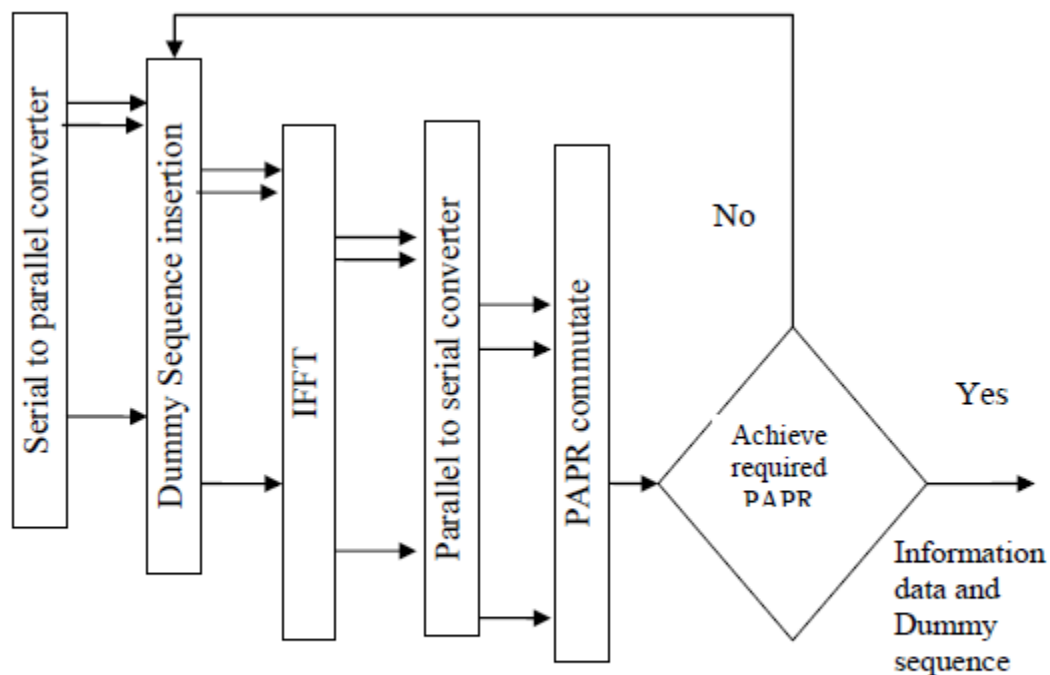 Serial to parallel converter
Dummy Sequence insertion
IFFT
Parallel to serial converter
PAPR commutate
No
Achieve
required
PAPR
Yes
Information
data and
Dummy
sequence